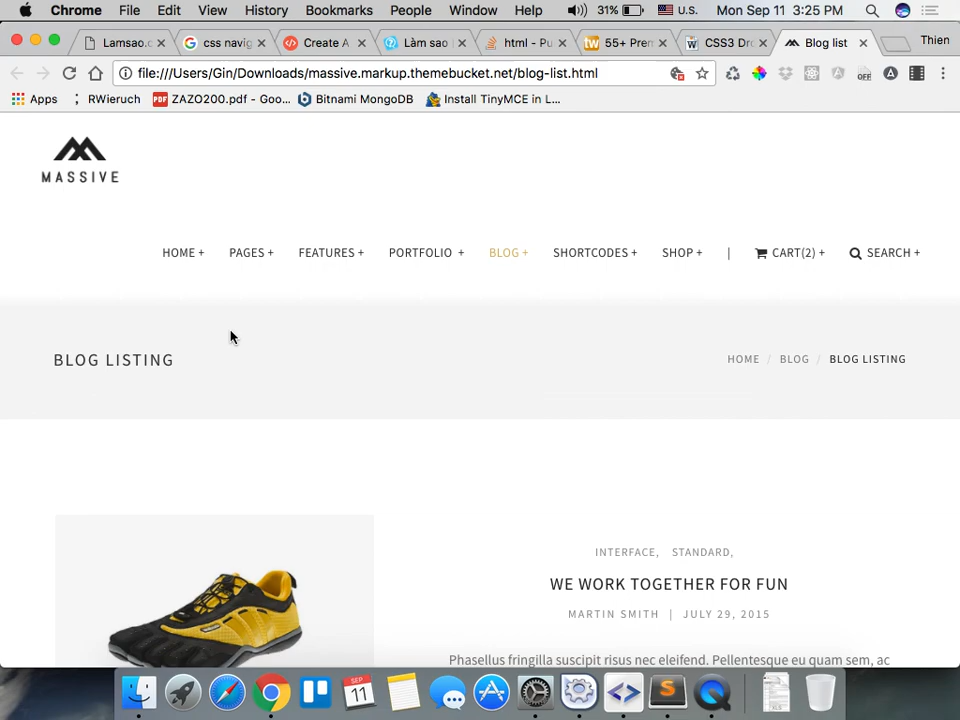 Chrome File Edit View History Bookmarks People Window Help 31% U.S. Mon Sep 11 3:25 PM
Lamsao.c css navig Create A Làm sao html - Pu 55+ Prem CSS3 Dr Blog list Thien
file:///Users/Gin/Downloads/massive.markup.themebucket.net/blog-list.html
Apps RWieruch ZAZO200.pdf - Goo... Bitnami MongoDB Install TinyMCE in L...
MASSIVE
HOME + PAGES + FEATURES + PORTFOLIO + BLOG + SHORTCODES + SHOP + | CART(2) + SEARCH +
BLOG LISTING HOME / BLOG / BLOG LISTING
INTERFACE, STANDARD,
WE WORK TOGETHER FOR FUN
MARTIN SMITH | JULY 29, 2015
Phasellus fringilla suscipit risus nec eleifend. Pellentesque eu quam sem, ac
SEP
11